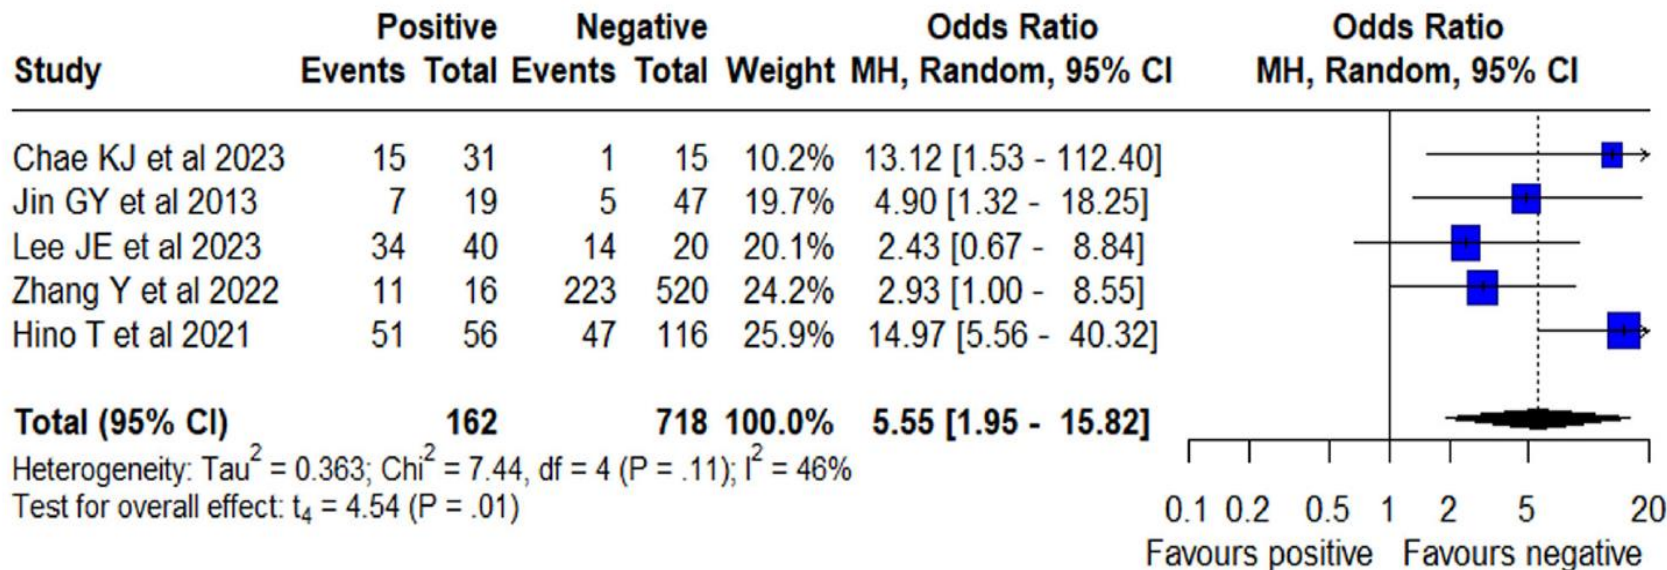 Positive Negative Odds Ratio Odds Ratio
Study Events Total Events Total Weight MH, Random, 95% CI MH, Random, 95% CI
Chae KJ et al 2023 15 31 1 15 10.2% 13.12 [1.53 - 112.40]
Jin GY et al 2013 7 19 5 47 19.7% 4.90 [1.32 - 18.25]
Lee JE et al 2023 34 40 14 20 20.1% 2.43 [0.67 - 8.84]
Zhang Y et al 2022 11 16 223 520 24.2% 2.93 [1.00 - 8.55]
Hino T et al 2021 51 56 47 116 25.9% 14.97 [5.56 - 40.32]
Total (95% CI) 162 718 100.0% 5.55 [1.95 - 15.82]
Heterogeneity: Tau² = 0.363; Chi² = 7.44, df = 4 (P = .11); I² = 46%
Test for overall effect: t₄ = 4.54 (P = .01)
0.1 0.2 0.5 1 2 5 20
Favours positive Favours negative